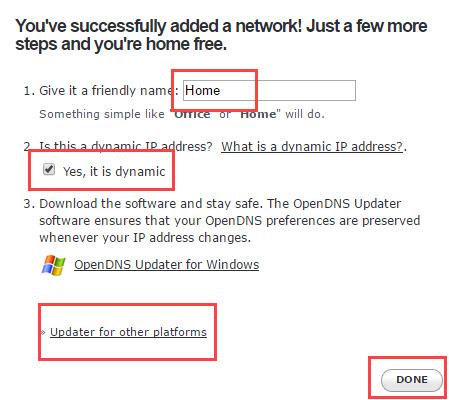 You've successfully added a network! Just a few more
steps and you're home free.
1. Give it a friendly name: Home
Something simple like "Office" or "Home" will do.
2. Is this a dynamic IP address? What is a dynamic IP address?.
Yes, it is dynamic
3. Download the software and stay safe. The OpenDNS Updater
software ensures that your OpenDNS preferences are preserved
whenever your IP address changes.
OpenDNS Updater for Windows
» Updater for other platforms
DONE